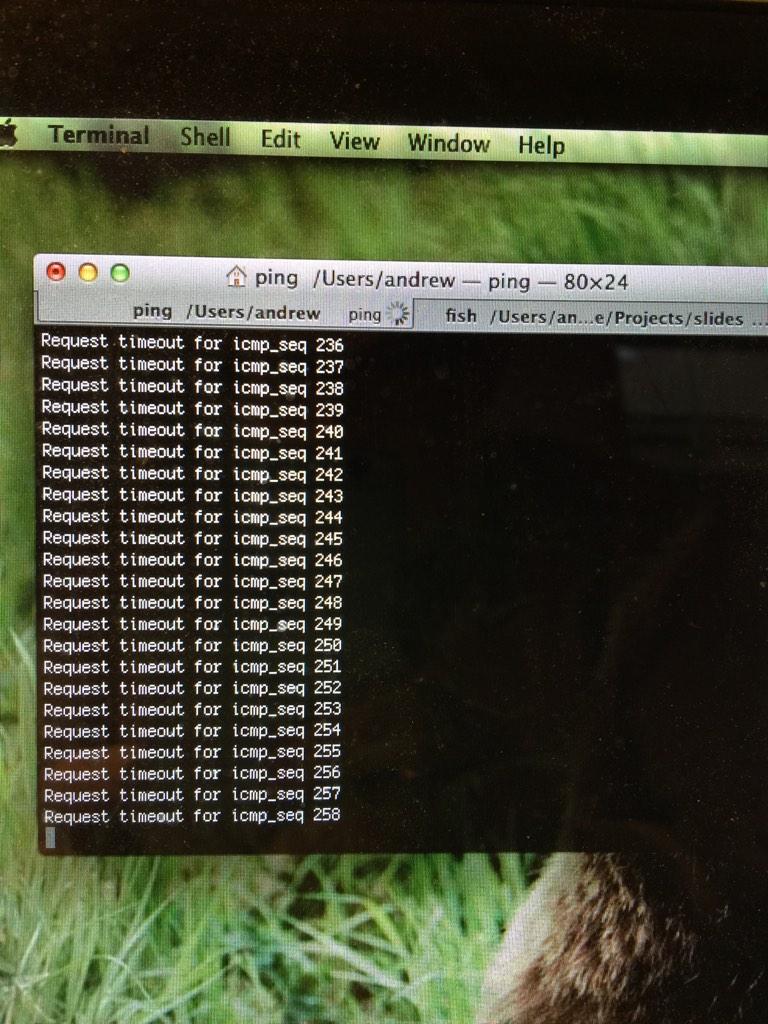 Terminal Shell Edit View Window Help
ping /Users/andrew — ping — 80×24
ping /Users/andrew ping fish /Users/an...e/Projects/slides ...
Request timeout for icmp_seq 236
Request timeout for icmp_seq 237
Request timeout for icmp_seq 238
Request timeout for icmp_seq 239
Request timeout for icmp_seq 240
Request timeout for icmp_seq 241
Request timeout for icmp_seq 242
Request timeout for icmp_seq 243
Request timeout for icmp_seq 244
Request timeout for icmp_seq 245
Request timeout for icmp_seq 246
Request timeout for icmp_seq 247
Request timeout for icmp_seq 248
Request timeout for icmp_seq 249
Request timeout for icmp_seq 250
Request timeout for icmp_seq 251
Request timeout for icmp_seq 252
Request timeout for icmp_seq 253
Request timeout for icmp_seq 254
Request timeout for icmp_seq 255
Request timeout for icmp_seq 256
Request timeout for icmp_seq 257
Request timeout for icmp_seq 258